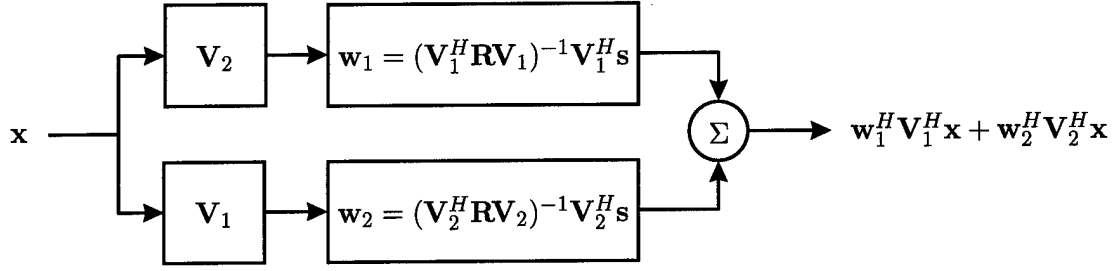 V₂
w₁ = (V₁ᴴRV₁)⁻¹V₁ᴴs
x
Σ
w₁ᴴV₁ᴴx + w₂ᴴV₂ᴴx
V₁
w₂ = (V₂ᴴRV₂)⁻¹V₂ᴴs